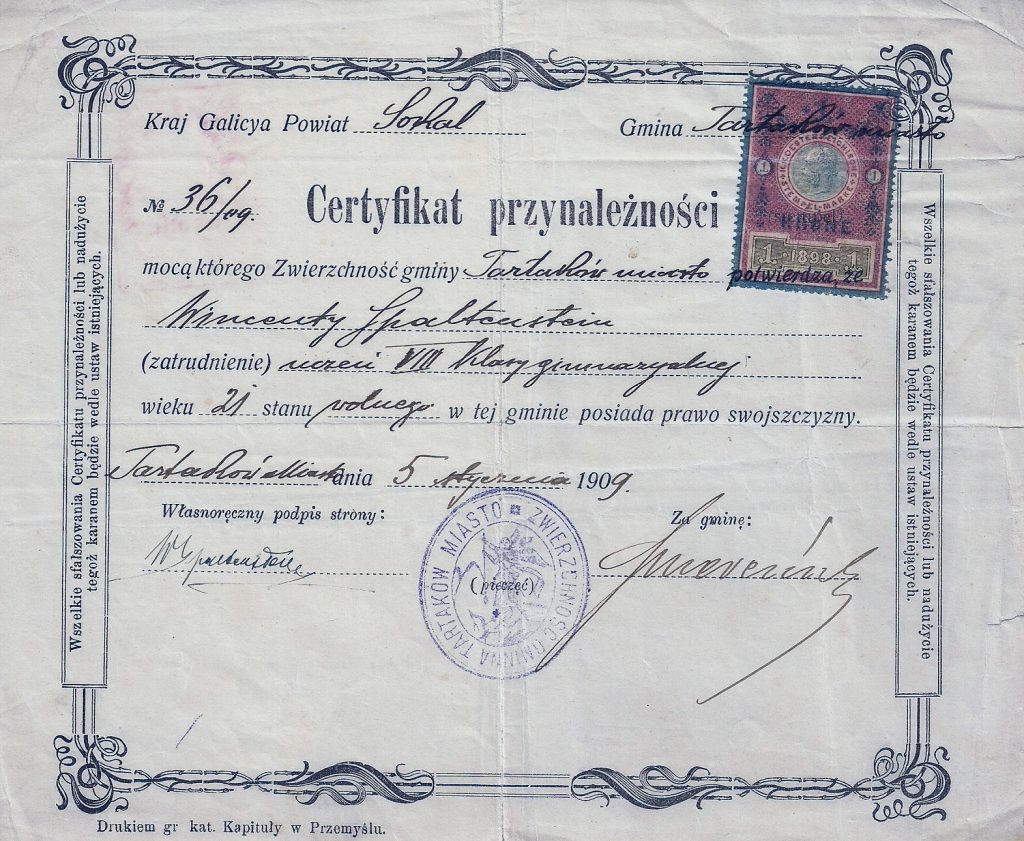 Kraj Galicya Powiat Sokal Gmina Tartaków miasto
№ 36/09. Certyfikat przynależności
mocą którego Zwierzchność gminy Tartaków miasto potwierdza, że
Wincenty Spaltenstein
(zatrudnienie) uczeń VIII klasy gimnazyalnej
wieku 21 stanu wolnego w tej gminie posiada prawo swojszczyzny.
Tartaków Miasto dnia 5 stycznia 1909.
Własnoręczny podpis strony: Za gminę:
W Spaltenstein
(pieczęć)
ZWIERZCHNOŚĆ GMINNA TARTAKÓW MIASTO
1 1
KRONE
1 · 1898 · 1
Wszelkie sfałszowania Certyfikatu przynależności lub nadużycie
tegoż karanem będzie wedle ustaw istniejących.
Wszelkie sfałszowania Certyfikatu przynależności lub nadużycie
tegoż karanem będzie wedle ustaw istniejących.
Drukiem gr kat. Kapituły w Przemyślu.